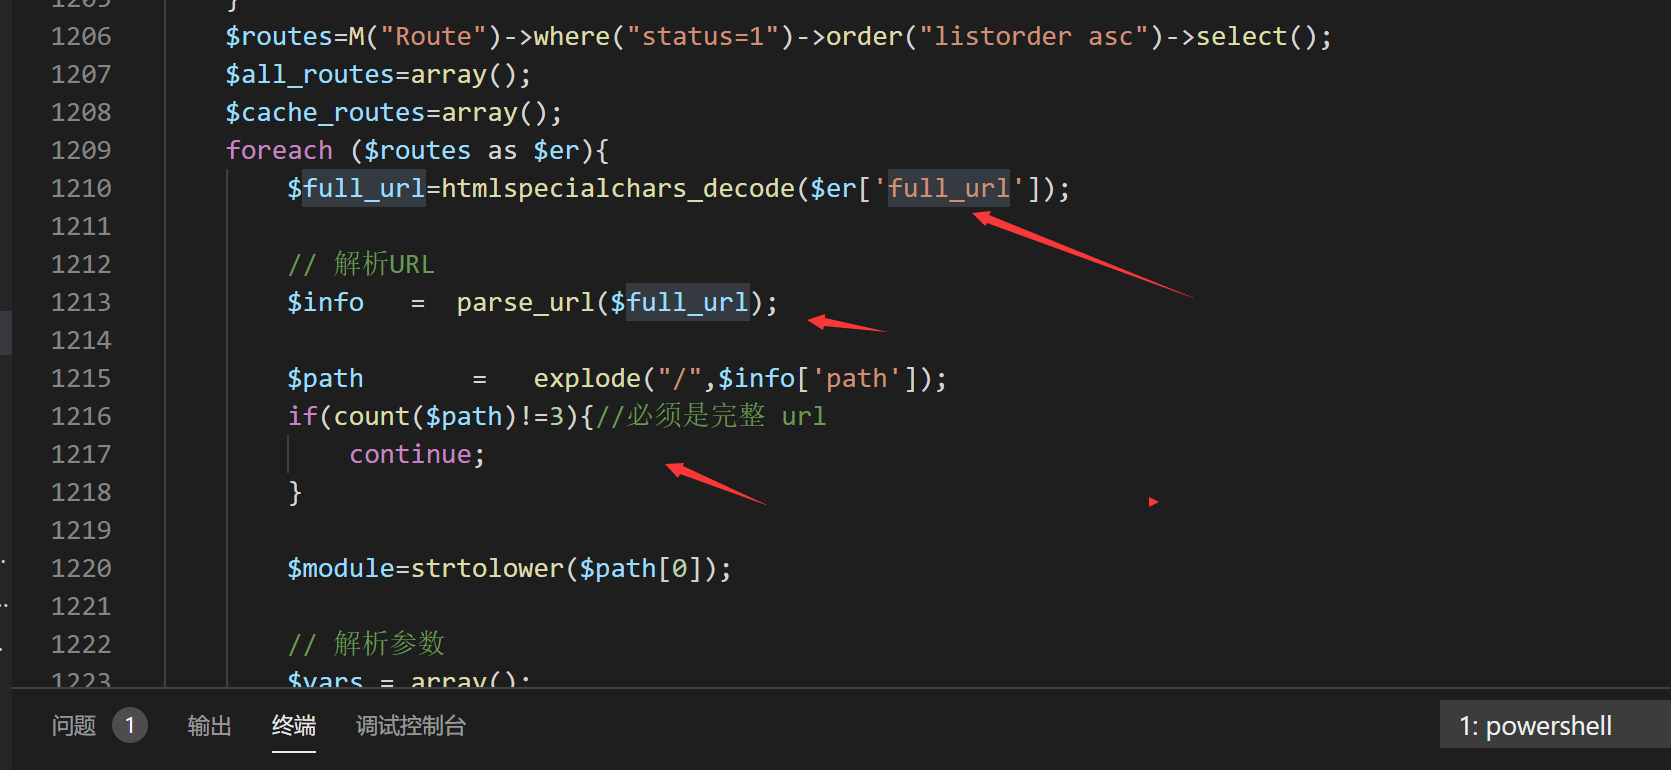 1205 }
1206 $routes=M("Route")->where("status=1")->order("listorder asc")->select();
1207 $all_routes=array();
1208 $cache_routes=array();
1209 foreach ($routes as $er){
1210 $full_url=htmlspecialchars_decode($er['full_url']);
1211
1212 // 解析URL
1213 $info = parse_url($full_url);
1214
1215 $path = explode("/",$info['path']);
1216 if(count($path)!=3){//必须是完整 url
1217 continue;
1218 }
1219
1220 $module=strtolower($path[0]);
1221
1222 // 解析参数
1223 $vars = array();
问题 1 输出 终端 调试控制台 1: powershell